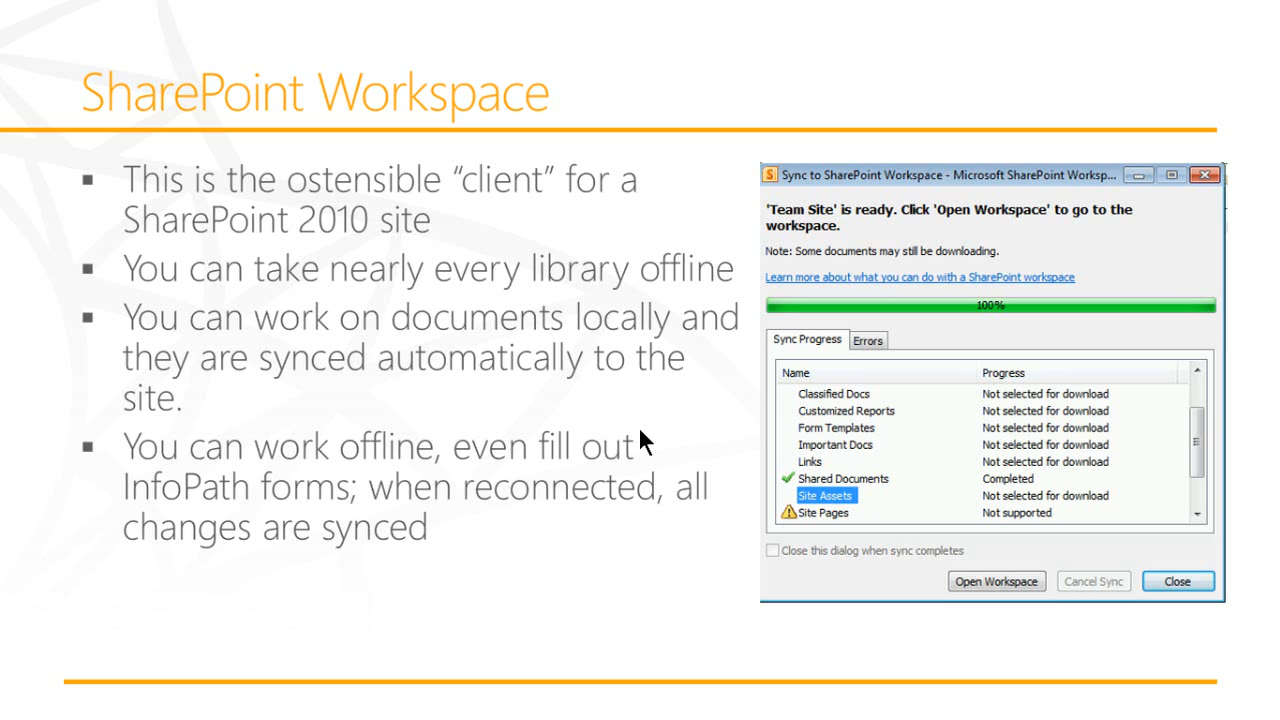 SharePoint Workspace
This is the ostensible “client” for a
SharePoint 2010 site
You can take nearly every library offline
You can work on documents locally and
they are synced automatically to the
site.
You can work offline, even fill out
InfoPath forms; when reconnected, all
changes are synced
Sync to SharePoint Workspace - Microsoft SharePoint Worksp...
'Team Site' is ready. Click 'Open Workspace' to go to the
workspace.
Note: Some documents may still be downloading.
Learn more about what you can do with a SharePoint workspace
100%
Sync Progress Errors
Name Progress
Classified Docs Not selected for download
Customized Reports Not selected for download
Form Templates Not selected for download
Important Docs Not selected for download
Links Not selected for download
Shared Documents Completed
Site Assets Not selected for download
Site Pages Not supported
Close this dialog when sync completes
Open Workspace Cancel Sync Close